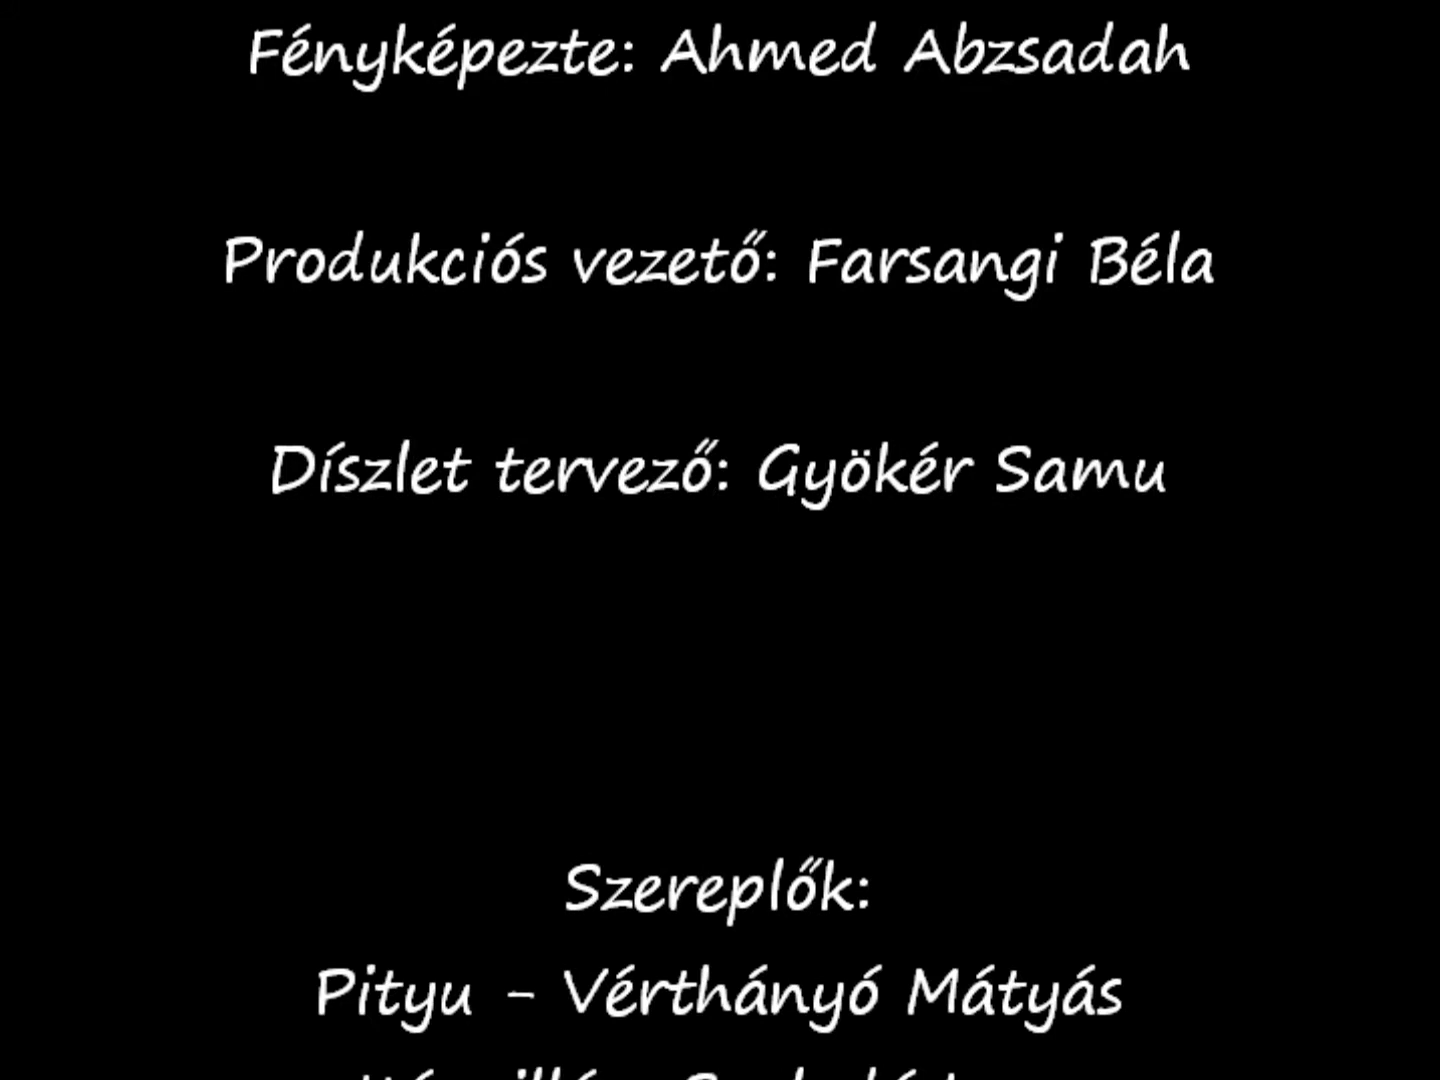 Fényképezte: Ahmed Abzsadah
Produkciós vezető: Farsangi Béla
Díszlet tervező: Gyökér Samu
Szereplők:
Pityu - Vérthányó Mátyás